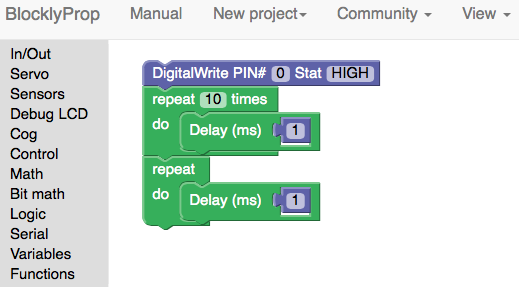 BlocklyProp Manual New project Community View
In/Out
Servo
Sensors
Debug LCD
Cog
Control
Math
Bit math
Logic
Serial
Variables
Functions
DigitalWrite PIN# 0 Stat HIGH
repeat 10 times
do Delay (ms) 1
repeat
do Delay (ms) 1